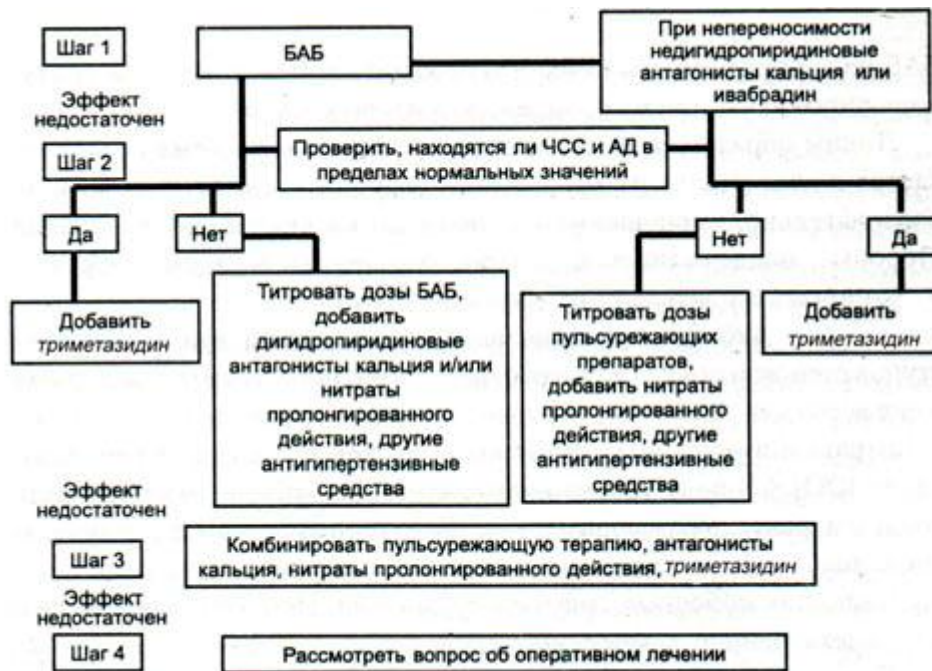 Шаг 1
БАБ
При непереносимости
недигидропиридиновые
антагонисты кальция или
ивабрадин
Эффект
недостаточен
Шаг 2
Проверить, находятся ли ЧСС и АД в
пределах нормальных значений
Да
Нет
Нет
Да
Добавить
триметазидин
Титровать дозы БАБ,
добавить
дигидропиридиновые
антагонисты кальция и/или
нитраты
пролонгированного
действия, другие
антигипертензивные
средства
Титровать дозы
пульсурежающих
препаратов,
добавить нитраты
пролонгированного
действия, другие
антигипертензивные
средства
Добавить
триметазидин
Эффект
недостаточен
Шаг 3
Комбинировать пульсурежающую терапию, антагонисты
кальция, нитраты пролонгированного действия, триметазидин
Эффект
недостаточен
Шаг 4
Рассмотреть вопрос об оперативном лечении